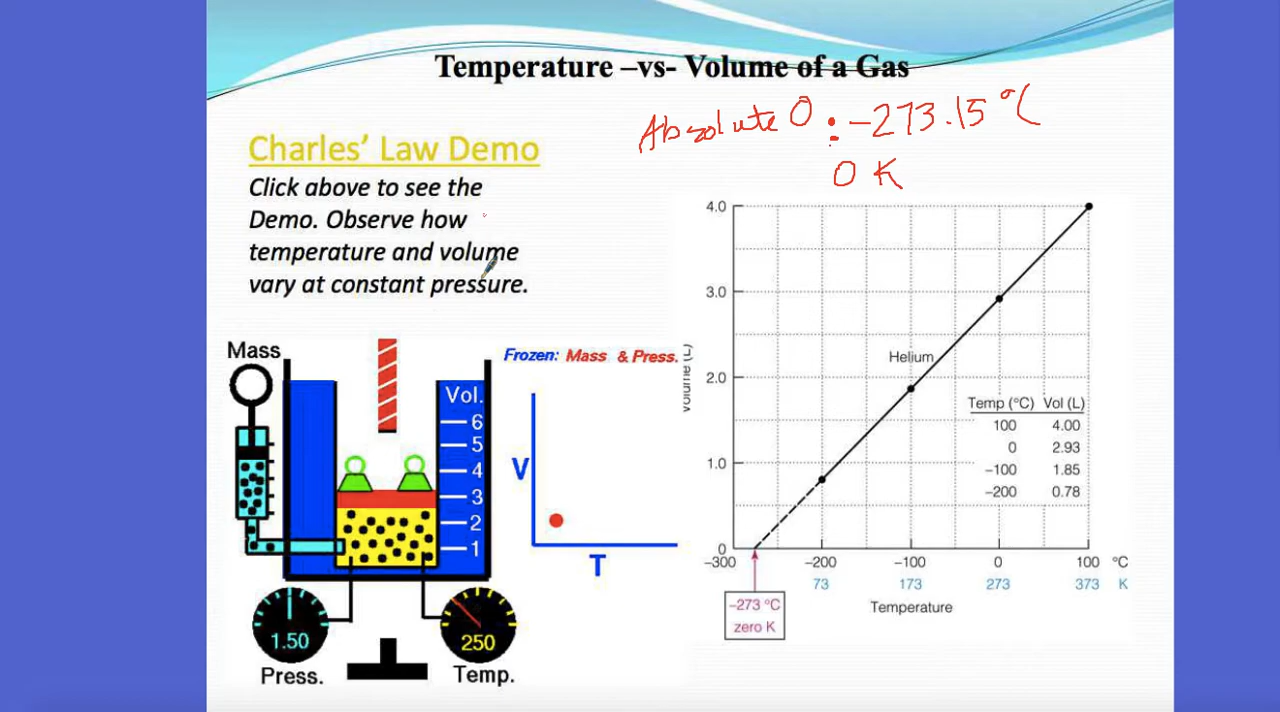 Temperature –vs- Volume of a Gas
Absolute 0 : -273.15 °C
0 K
Charles’ Law Demo
Click above to see the
Demo. Observe how
temperature and volume
vary at constant pressure.
Mass
Vol.
6
5
4
3
2
1
1.50
Press.
250
Temp.
Frozen: Mass & Press.
V
T
4.0
3.0
2.0
1.0
0
Volume (L)
Helium
Temp (°C) Vol (L)
100 4.00
0 2.93
–100 1.85
–200 0.78
–300 –200 –100 0 100 °C
73 173 273 373 K
Temperature
–273 °C
zero K